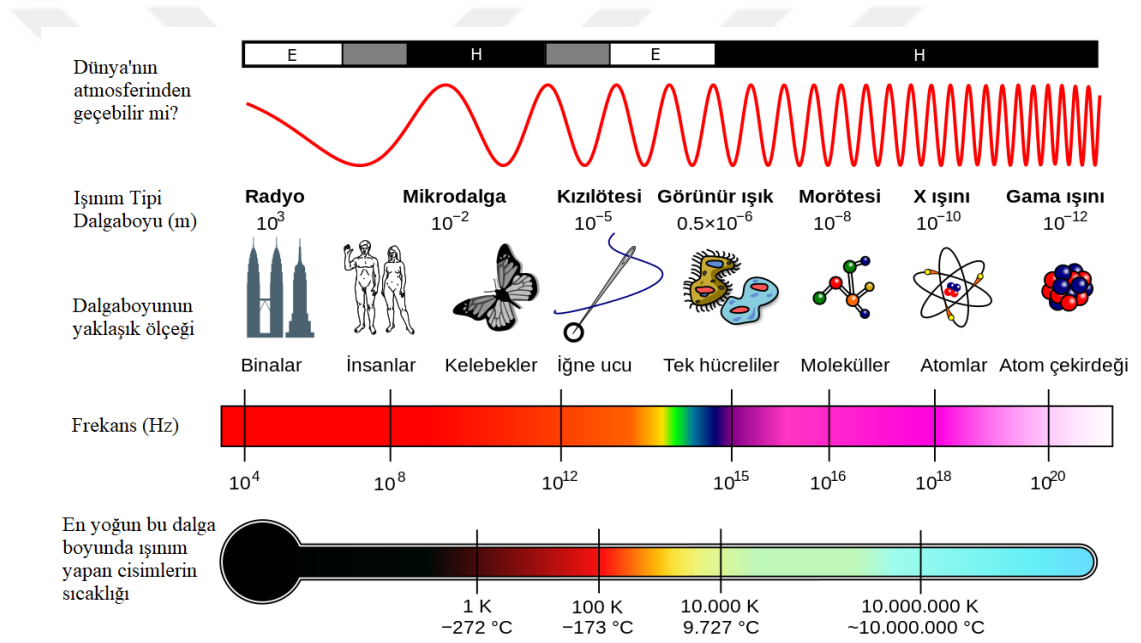 Dünya'nın
atmosferinden
geçebilir mi?
E H E H
Işınım Tipi
Dalgaboyu (m)
Radyo Mikrodalga Kızılötesi Görünür ışık Morötesi X ışını Gama ışını
10³ 10⁻² 10⁻⁵ 0.5×10⁻⁶ 10⁻⁸ 10⁻¹⁰ 10⁻¹²
Dalgaboyunun
yaklaşık ölçeği
Binalar İnsanlar Kelebekler İğne ucu Tek hücreliler Moleküller Atomlar Atom çekirdeği
Frekans (Hz)
10⁴ 10⁸ 10¹² 10¹⁵ 10¹⁶ 10¹⁸ 10²⁰
En yoğun bu dalga
boyunda ışınım
yapan cisimlerin
sıcaklığı
1 K 100 K 10.000 K 10.000.000 K
−272 °C −173 °C 9.727 °C ~10.000.000 °C